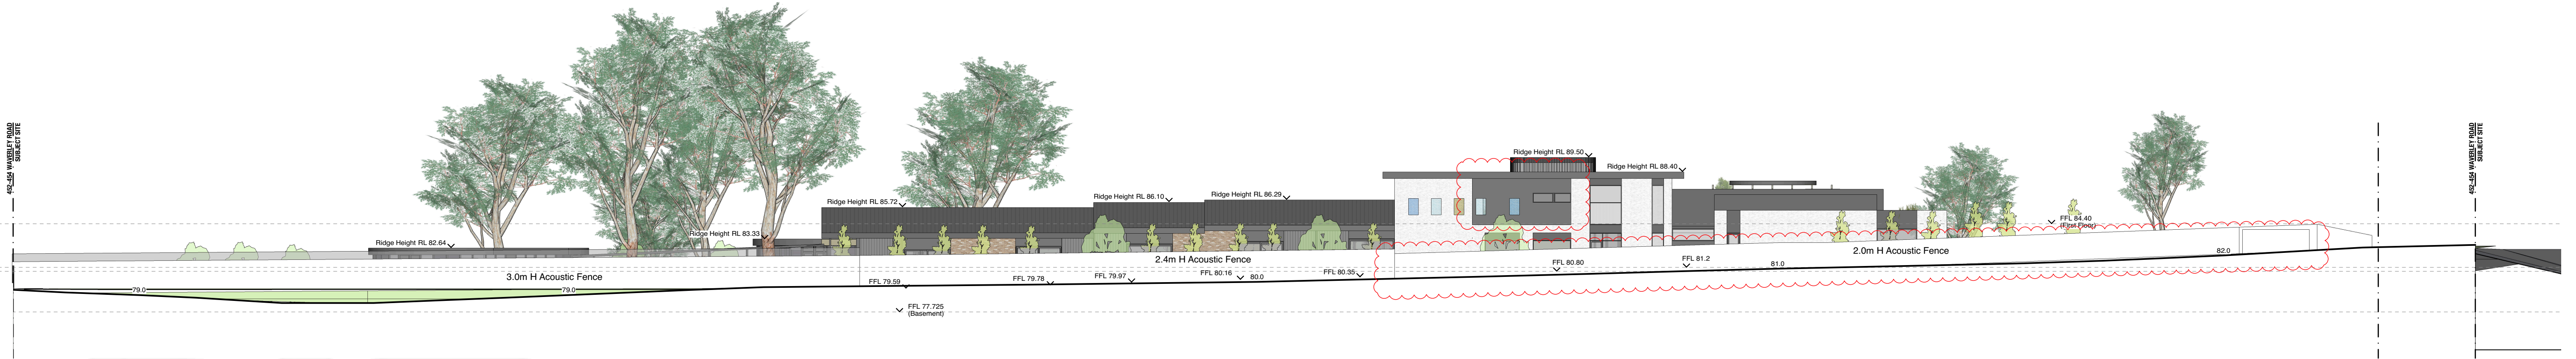 492-454 WAVERLEY ROAD
SUBJECT SITE
Ridge Height RL 82.64
Ridge Height RL 83.33
Ridge Height RL 85.72
Ridge Height RL 86.10
Ridge Height RL 86.29
Ridge Height RL 89.50
Ridge Height RL 88.40
FFL 84.40
(First Floor)
492-454 WAVERLEY ROAD
SUBJECT SITE
3.0m H Acoustic Fence
2.4m H Acoustic Fence
2.0m H Acoustic Fence
79.0
79.0
FFL 79.59
FFL 79.78
FFL 79.97
FFL 80.16
80.0
FFL 80.35
FFL 80.80
FFL 81.2
81.0
82.0
FFL 77.725
(Basement)